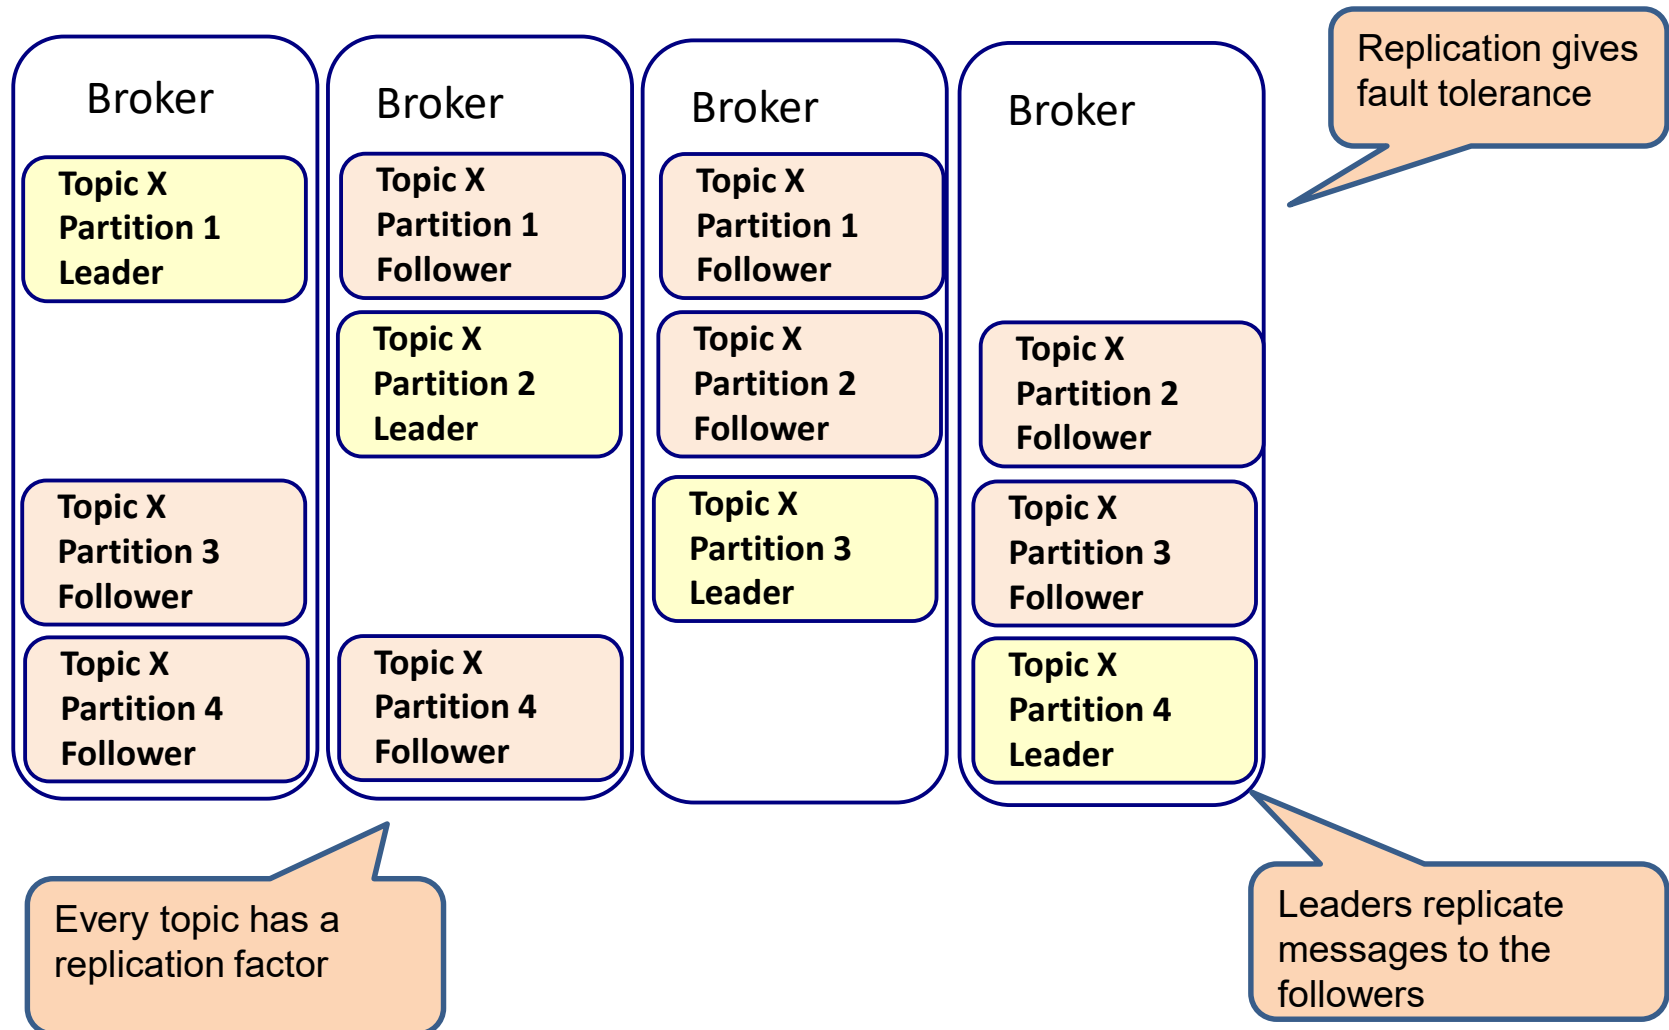 Broker
Topic X
Partition 1
Leader
Topic X
Partition 3
Follower
Topic X
Partition 4
Follower
Broker
Topic X
Partition 1
Follower
Topic X
Partition 2
Leader
Topic X
Partition 4
Follower
Broker
Topic X
Partition 1
Follower
Topic X
Partition 2
Follower
Topic X
Partition 3
Leader
Broker
Topic X
Partition 2
Follower
Topic X
Partition 3
Follower
Topic X
Partition 4
Leader
Replication gives
fault tolerance
Every topic has a
replication factor
Leaders replicate
messages to the
followers